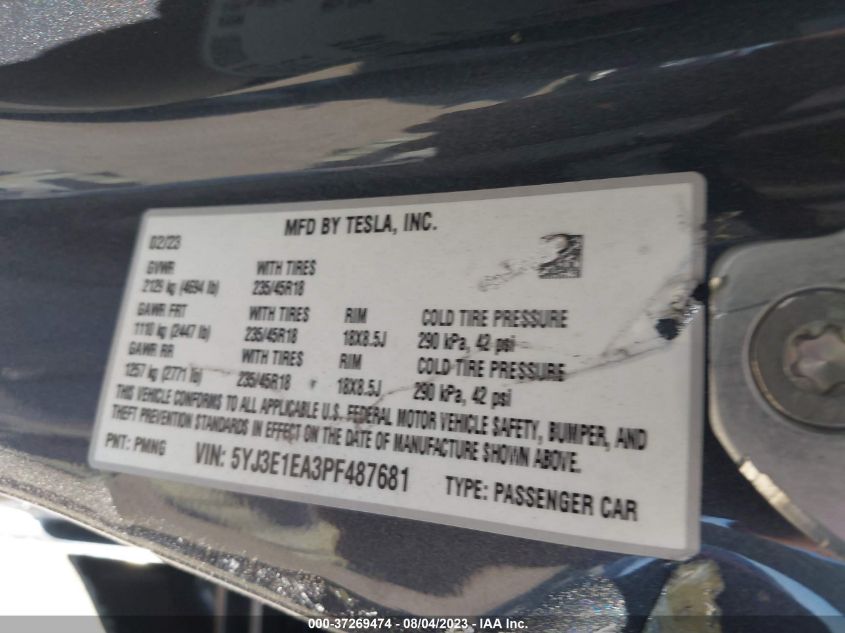 MFD BY TESLA, INC.
02/23
GVWR WITH TIRES
2129 kg (4694 lb) 235/45R18
GAWR FRT WITH TIRES RIM COLD TIRE PRESSURE
1110 kg (2447 lb) 235/45R18 18X8.5J 290 kPa, 42 psi
GAWR RR WITH TIRES RIM COLD TIRE PRESSURE
1257 kg (2771 lb) 235/45R18 18X8.5J 290 kPa, 42 psi
THIS VEHICLE CONFORMS TO ALL APPLICABLE U.S. FEDERAL MOTOR VEHICLE SAFETY, BUMPER, AND
THEFT PREVENTION STANDARDS IN EFFECT ON THE DATE OF MANUFACTURE SHOWN ABOVE.
PNT: PMNG VIN: 5YJ3E1EA3PF487681 TYPE: PASSENGER CAR
000-37269474 - 08/04/2023 - IAA Inc.